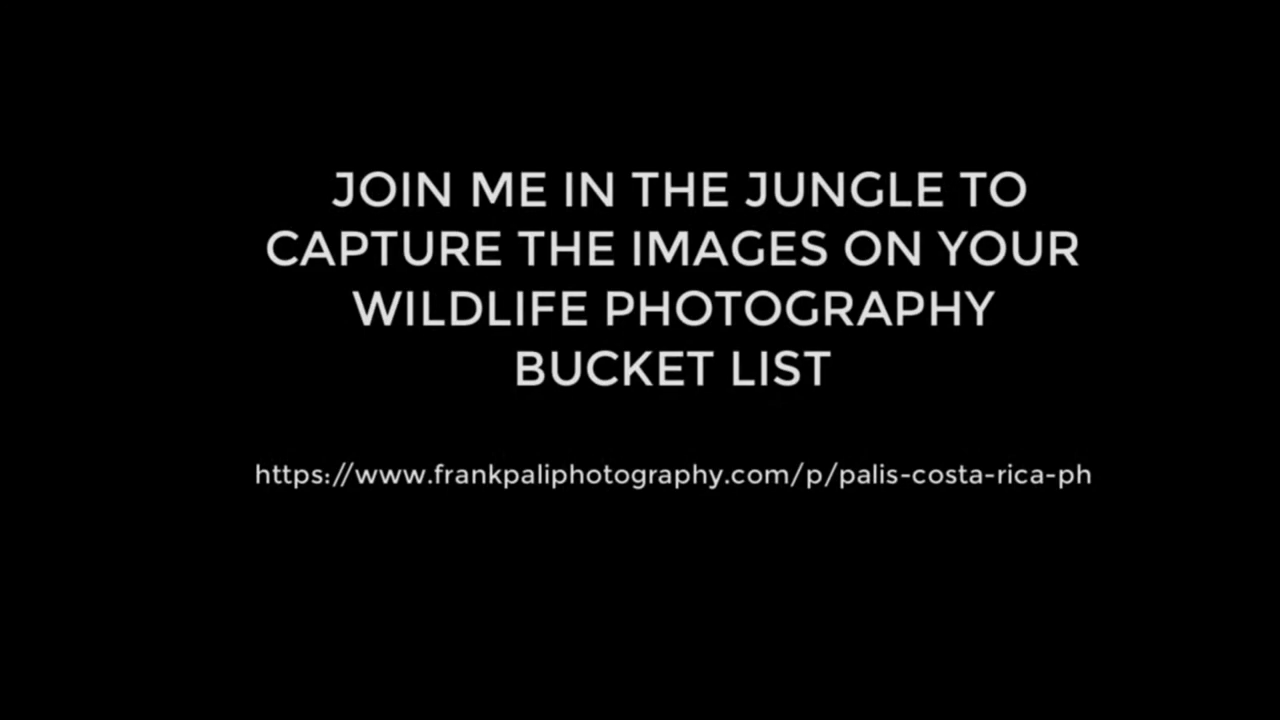 JOIN ME IN THE JUNGLE TO
CAPTURE THE IMAGES ON YOUR
WILDLIFE PHOTOGRAPHY
BUCKET LIST
https://www.frankpaliphotography.com/p/palis-costa-rica-ph